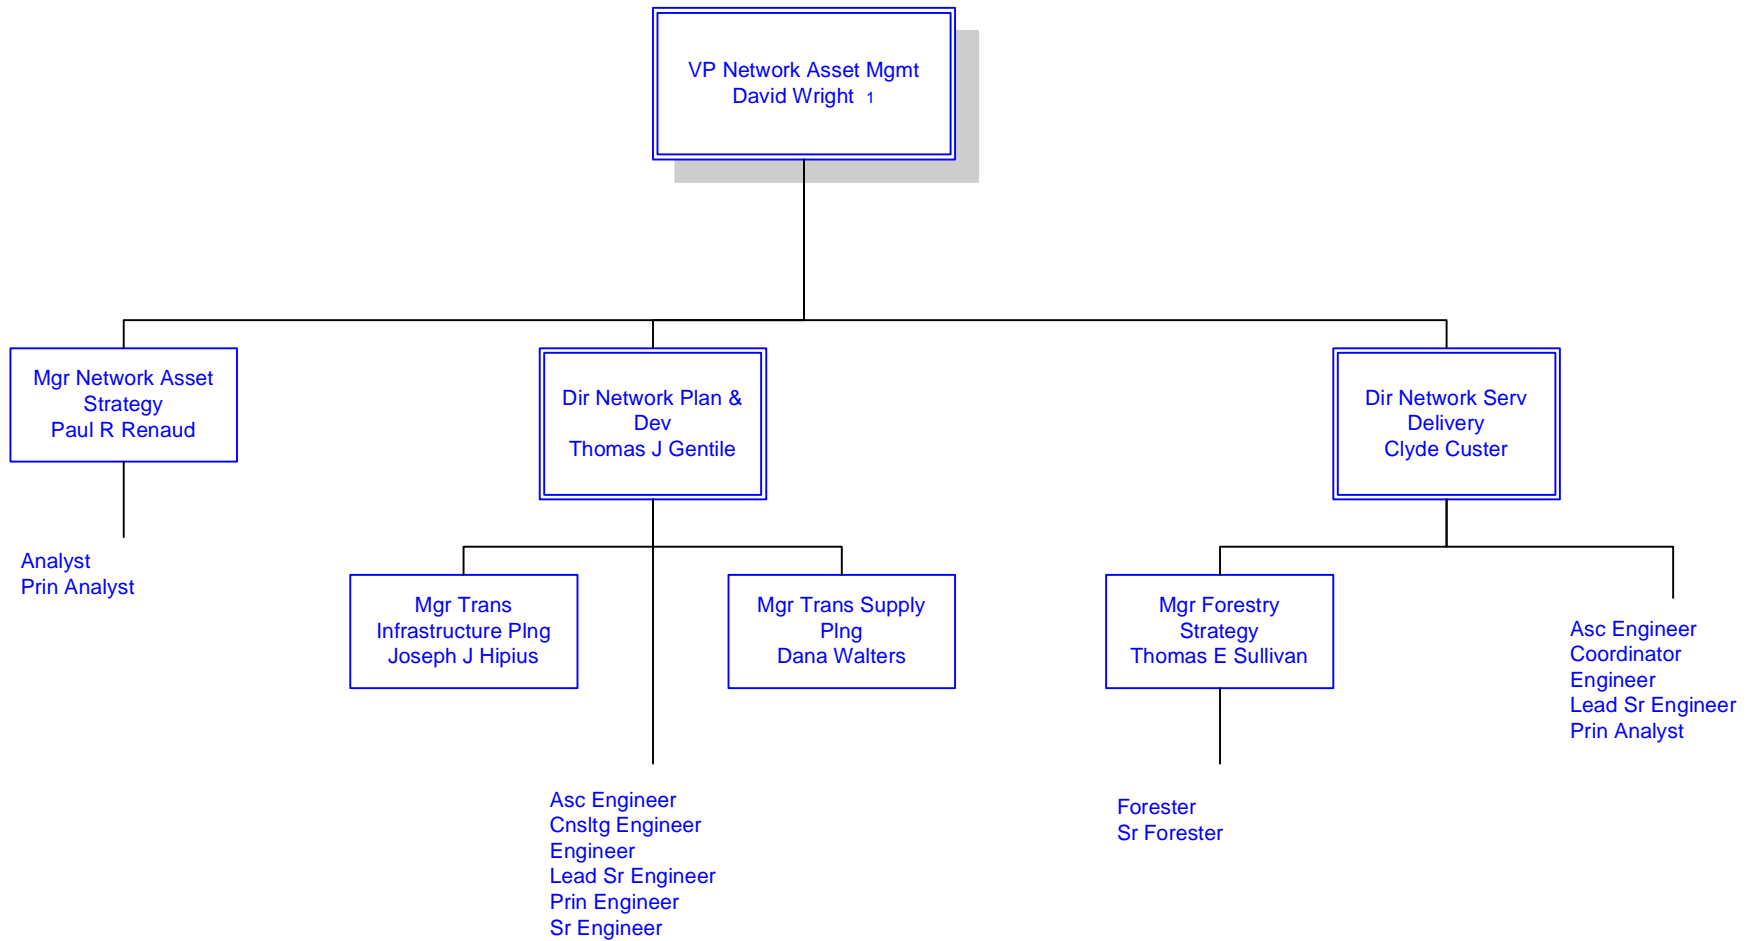 VP Network Asset Mgmt
David Wright 1
Mgr Network Asset
Strategy
Paul R Renaud
Dir Network Plan &
Dev
Thomas J Gentile
Dir Network Serv
Delivery
Clyde Custer
Analyst
Prin Analyst
Mgr Trans
Infrastructure Plng
Joseph J Hipius
Mgr Trans Supply
Plng
Dana Walters
Mgr Forestry
Strategy
Thomas E Sullivan
Asc Engineer
Coordinator
Engineer
Lead Sr Engineer
Prin Analyst
Asc Engineer
Cnsltg Engineer
Engineer
Lead Sr Engineer
Prin Engineer
Sr Engineer
Forester
Sr Forester